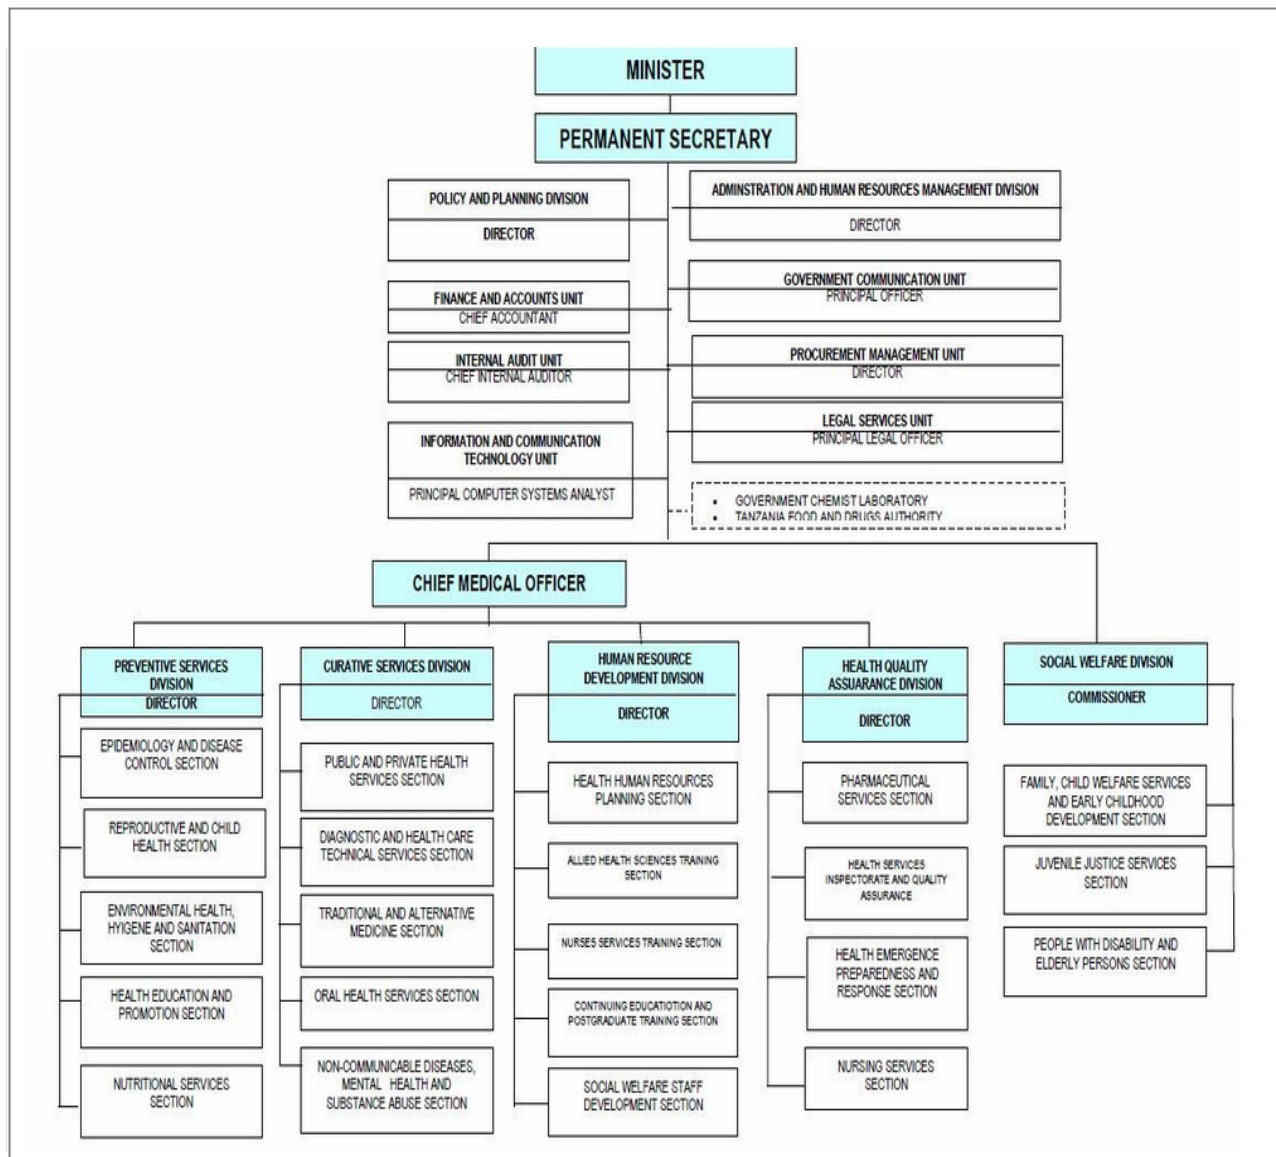 MINISTER
PERMANENT SECRETARY
POLICY AND PLANNING DIVISION
DIRECTOR
ADMINSTRATION AND HUMAN RESOURCES MANAGEMENT DIVISION
DIRECTOR
FINANCE AND ACCOUNTS UNIT
CHIEF ACCOUNTANT
GOVERNMENT COMMUNICATION UNIT
PRINCIPAL OFFICER
INTERNAL AUDIT UNIT
CHIEF INTERNAL AUDITOR
PROCUREMENT MANAGEMENT UNIT
DIRECTOR
INFORMATION AND COMMUNICATION
TECHNOLOGY UNIT
PRINCIPAL COMPUTER SYSTEMS ANALYST
LEGAL SERVICES UNIT
PRINCIPAL LEGAL OFFICER
• GOVERNMENT CHEMIST LABORATORY
• TANZANIA FOOD AND DRUGS AUTHORITY
CHIEF MEDICAL OFFICER
PREVENTIVE SERVICES
DIVISION
DIRECTOR
EPIDEMIOLOGY AND DISEASE
CONTROL SECTION
REPRODUCTIVE AND CHILD
HEALTH SECTION
ENVIRONMENTAL HEALTH,
HYIGENE AND SANITATION
SECTION
HEALTH EDUCATION AND
PROMOTION SECTION
NUTRITIONAL SERVICES
SECTION
CURATIVE SERVICES DIVISION
DIRECTOR
PUBLIC AND PRIVATE HEALTH
SERVICES SECTION
DIAGNOSTIC AND HEALTH CARE
TECHNICAL SERVICES SECTION
TRADITIONAL AND ALTERNATIVE
MEDICINE SECTION
ORAL HEALTH SERVICES SECTION
NON-COMMUNICABLE DISEASES,
MENTAL HEALTH AND
SUBSTANCE ABUSE SECTION
HUMAN RESOURCE
DEVELOPMENT DIVISION
DIRECTOR
HEALTH HUMAN RESOURCES
PLANNING SECTION
ALLIED HEALTH SCIENCES TRAINING
SECTION
NURSES SERVICES TRAINING SECTION
CONTINUING EDUCATIOTION AND
POSTGRADUATE TRAINING SECTION
SOCIAL WELFARE STAFF
DEVELOPMENT SECTION
HEALTH QUALITY
ASSUARANCE DIVISION
DIRECTOR
PHARMACEUTICAL
SERVICES SECTION
HEALTH SERVICES
INSPECTORATE AND QUALITY
ASSURANCE
HEALTH EMERGENCE
PREPAREDNESS AND
RESPONSE SECTION
NURSING SERVICES
SECTION
SOCIAL WELFARE DIVISION
COMMISSIONER
FAMILY, CHILD WELFARE SERVICES
AND EARLY CHILDHOOD
DEVELOPMENT SECTION
JUVENILE JUSTICE SERVICES
SECTION
PEOPLE WITH DISABILITY AND
ELDERLY PERSONS SECTION